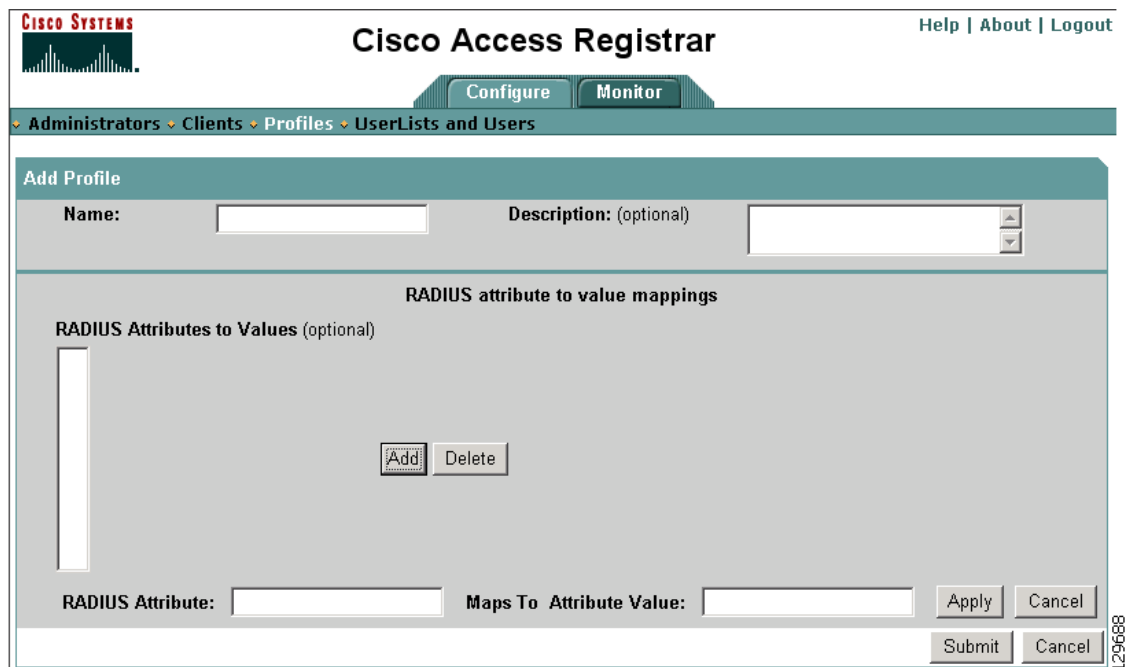 CISCO SYSTEMS
Cisco Access Registrar
Help | About | Logout
Configure Monitor
Administrators Clients Profiles UserLists and Users
Add Profile
Name: Description: (optional)
RADIUS attribute to value mappings
RADIUS Attributes to Values (optional)
Add Delete
RADIUS Attribute: Maps To Attribute Value: Apply Cancel
Submit Cancel
129688